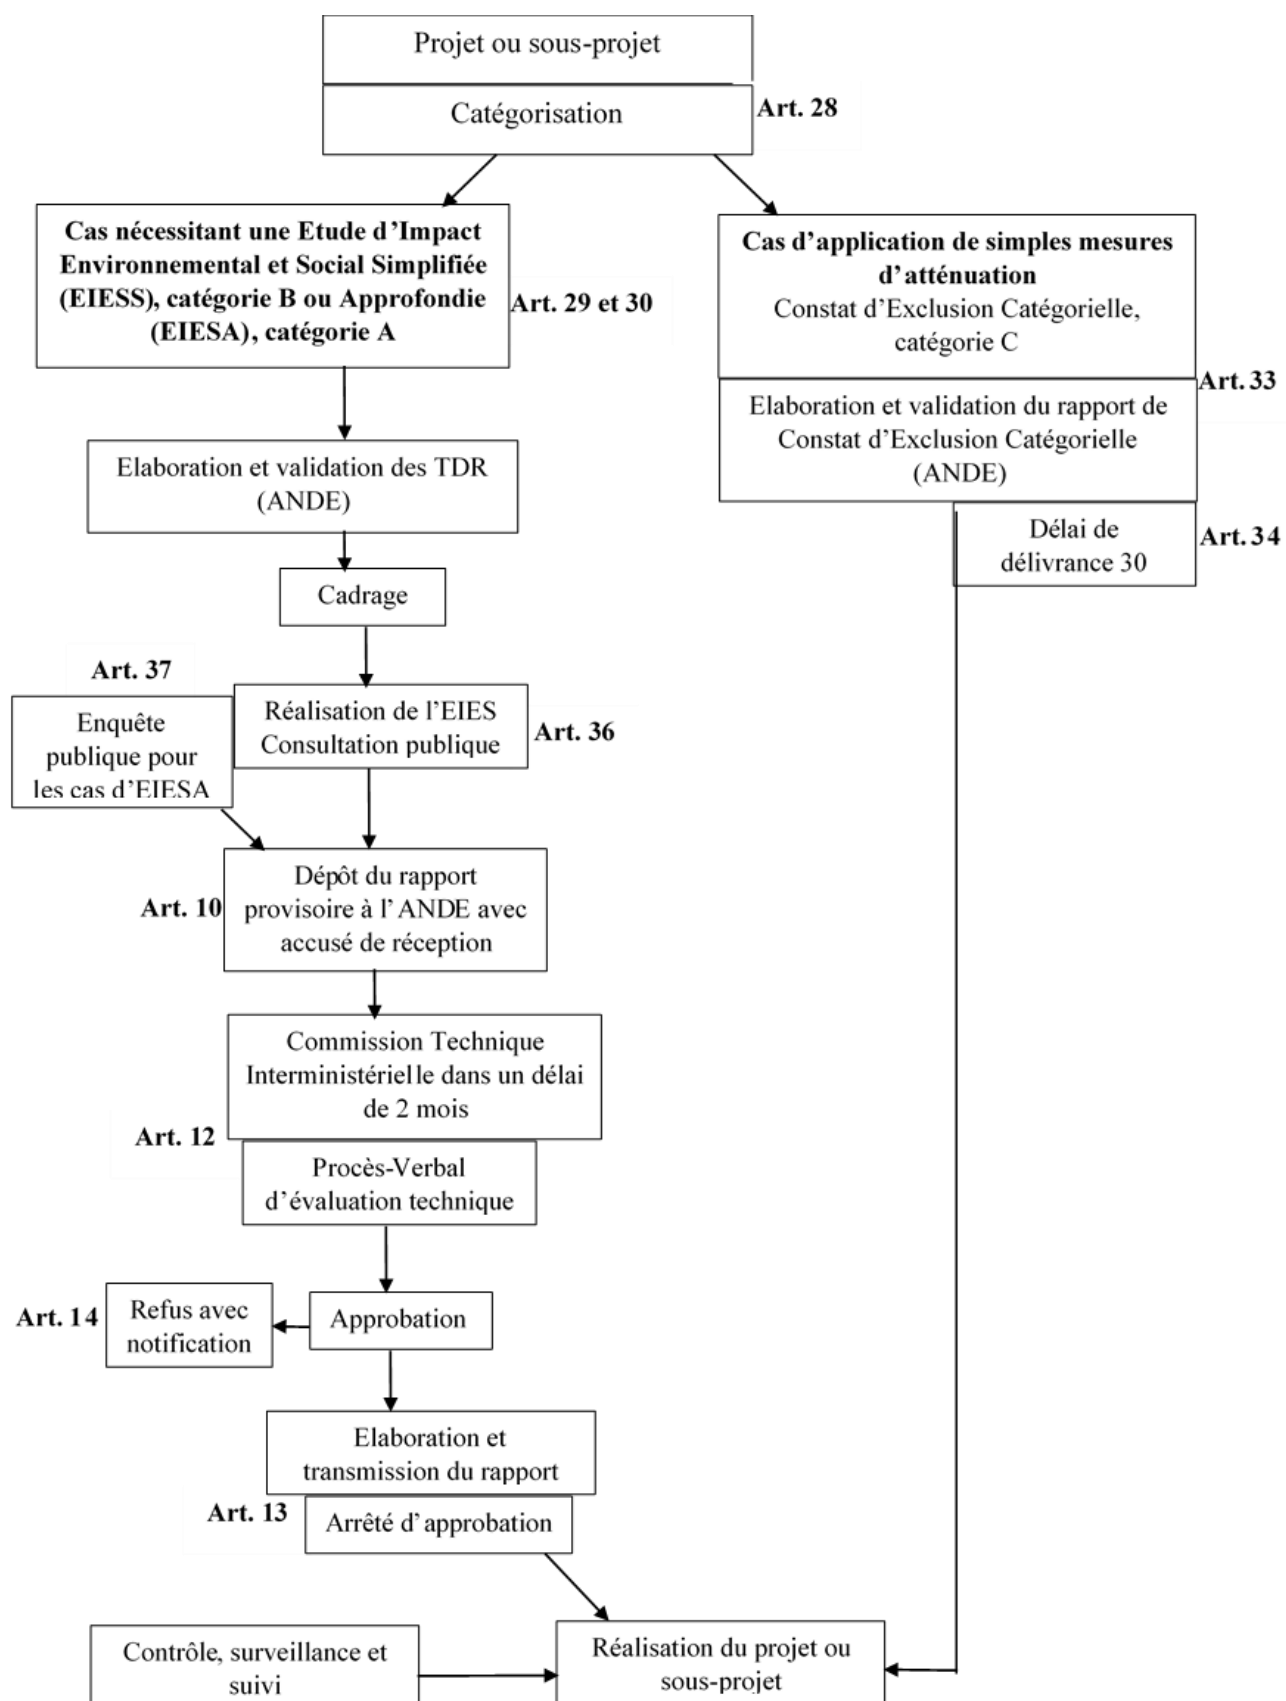 Projet ou sous-projet
Catégorisation
Art. 28
Cas nécessitant une Etude d’Impact
Environnemental et Social Simplifiée
(EIESS), catégorie B ou Approfondie
(EIESA), catégorie A
Art. 29 et 30
Cas d’application de simples mesures
d’atténuation
Constat d’Exclusion Catégorielle,
catégorie C
Art. 33
Elaboration et validation du rapport de
Constat d’Exclusion Catégorielle
(ANDE)
Délai de
délivrance 30
Art. 34
Elaboration et validation des TDR
(ANDE)
Cadrage
Art. 37
Enquête
publique pour
les cas d’EIESA
Réalisation de l’EIES
Consultation publique
Art. 36
Art. 10
Dépôt du rapport
provisoire à l’ANDE avec
accusé de réception
Commission Technique
Interministérielle dans un délai
de 2 mois
Art. 12
Procès-Verbal
d’évaluation technique
Art. 14
Refus avec
notification
Approbation
Elaboration et
transmission du rapport
Art. 13
Arrêté d’approbation
Contrôle, surveillance et
suivi
Réalisation du projet ou
sous-projet